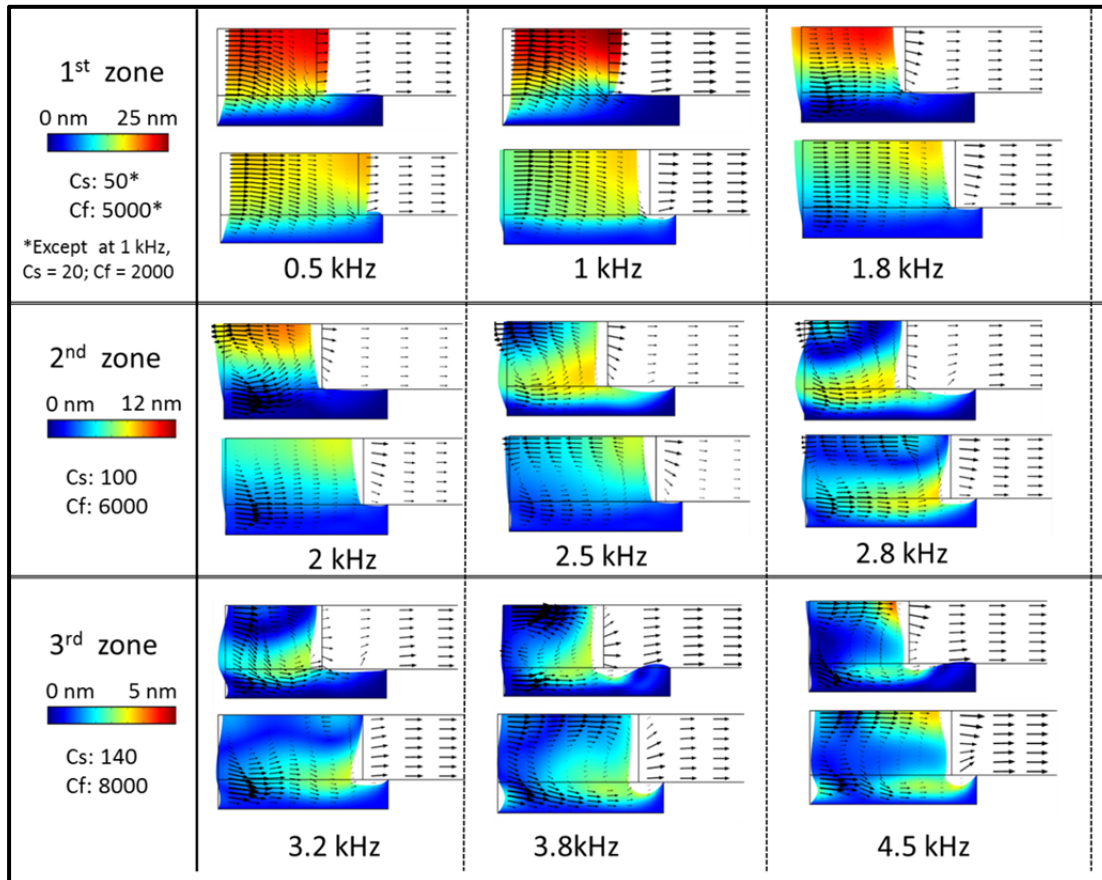 1st zone
0 nm 25 nm
Cs: 50*
Cf: 5000*
*Except at 1 kHz,
Cs = 20; Cf = 2000
0.5 kHz
1 kHz
1.8 kHz
2nd zone
0 nm 12 nm
Cs: 100
Cf: 6000
2 kHz
2.5 kHz
2.8 kHz
3rd zone
0 nm 5 nm
Cs: 140
Cf: 8000
3.2 kHz
3.8kHz
4.5 kHz